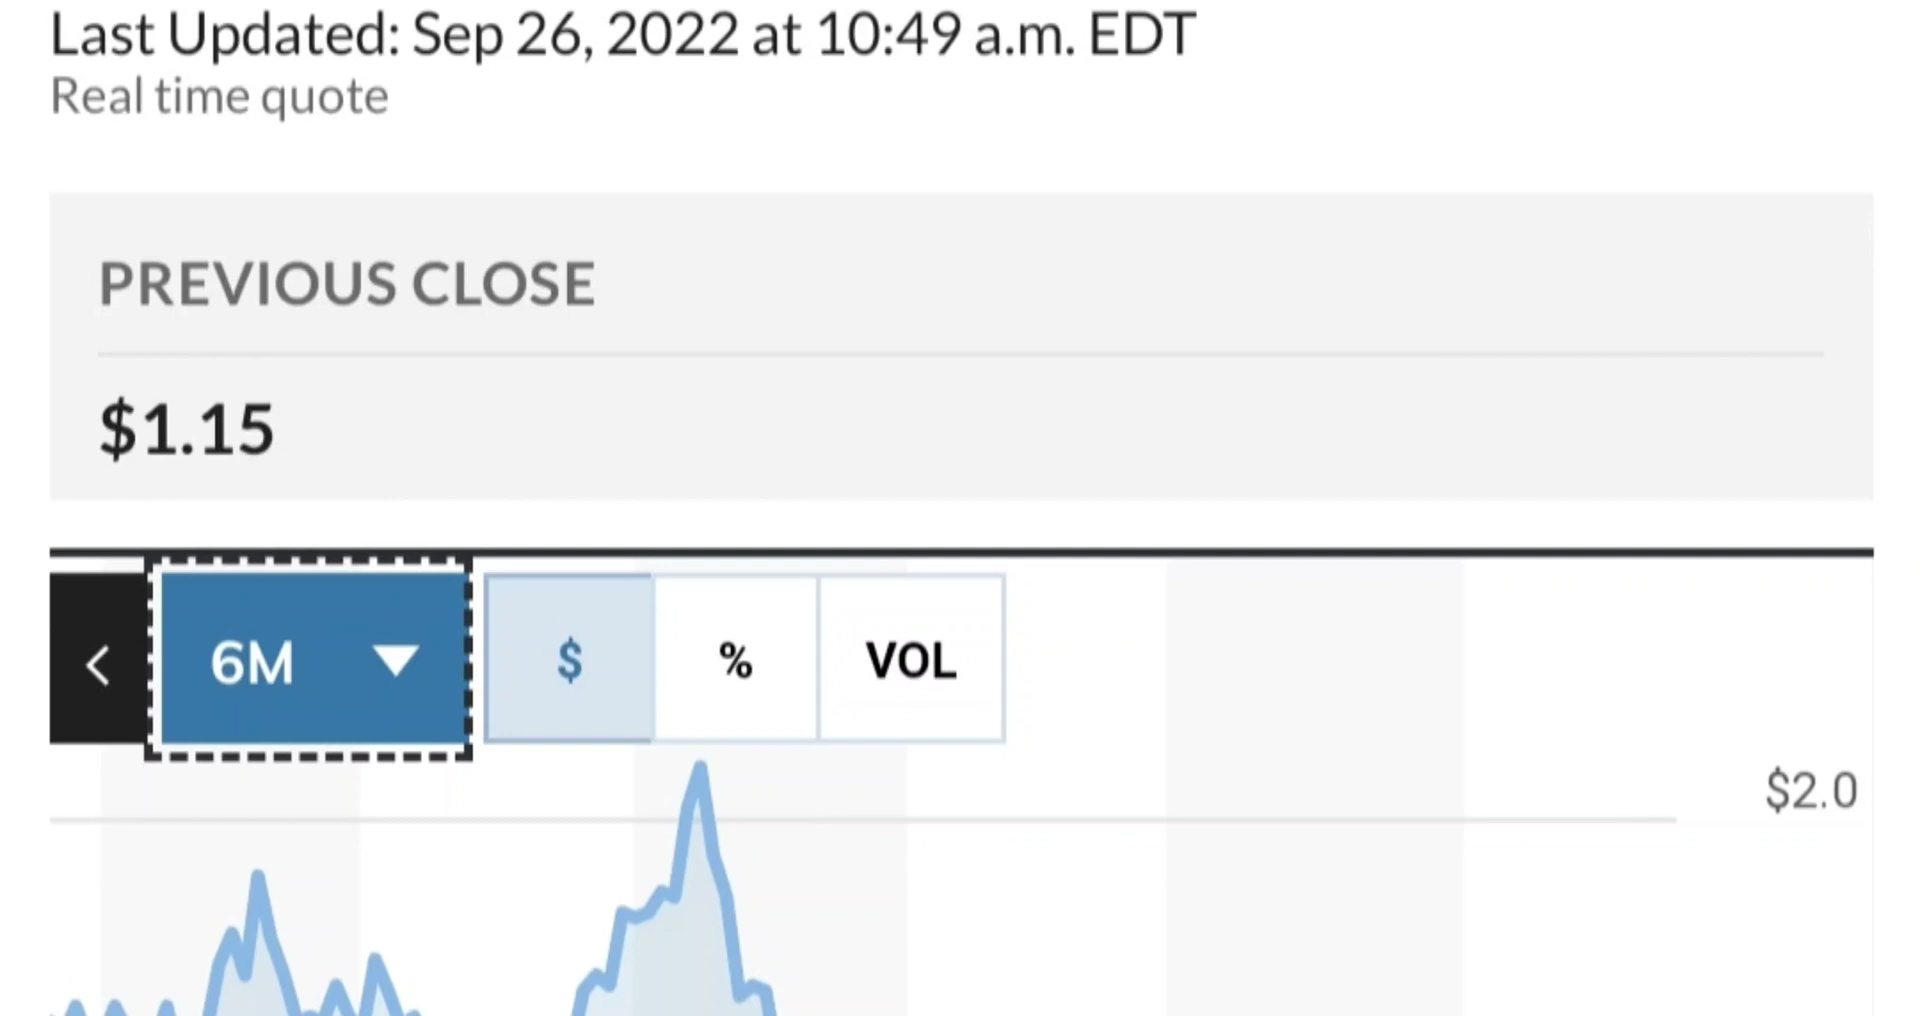 Last Updated: Sep 26, 2022 at 10:49 a.m. EDT
Real time quote
PREVIOUS CLOSE
$1.15
6M $ % VOL
$2.0